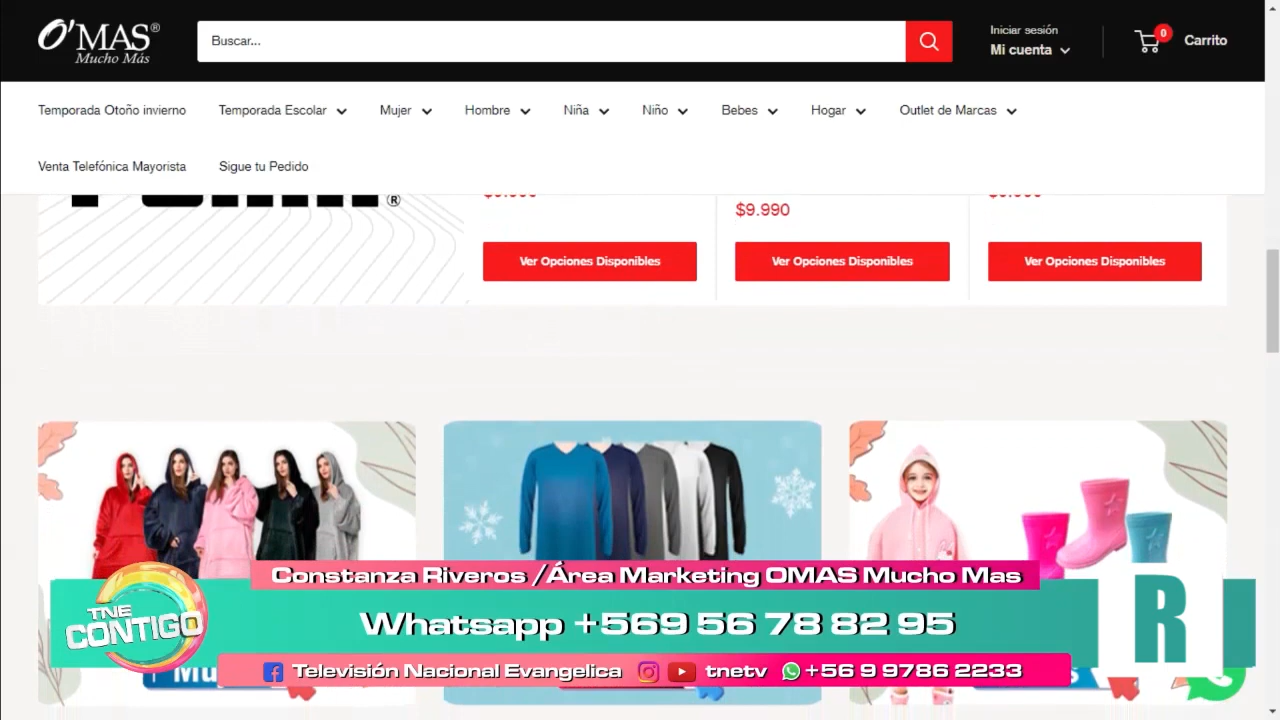 O'MAS®
Mucho Más
Buscar...
Iniciar sesión
Mi cuenta
0
Carrito
Temporada Otoño invierno
Temporada Escolar
Mujer
Hombre
Niña
Niño
Bebes
Hogar
Outlet de Marcas
Venta Telefónica Mayorista
Sigue tu Pedido
®
$9.990
Ver Opciones Disponibles
Ver Opciones Disponibles
Ver Opciones Disponibles
Constanza Riveros /Área Marketing OMAS Mucho Mas
TNE
CONTIGO
Whatsapp +569 56 78 82 95
Televisión Nacional Evangelica
tnetv
+56 9 9786 2233
R